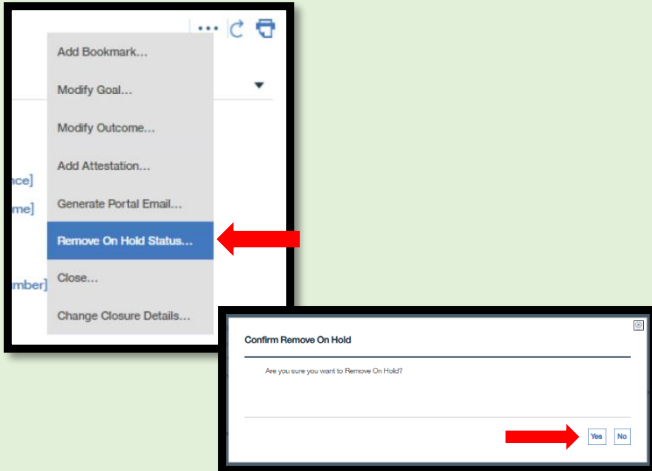 Add Bookmark...
Modify Goal...
Modify Outcome...
Add Attestation...
nce]
Generate Portal Email...
me]
Remove On Hold Status...
Close...
mber]
Change Closure Details...
Confirm Remove On Hold
Are you sure you want to Remove On Hold?
Yes No